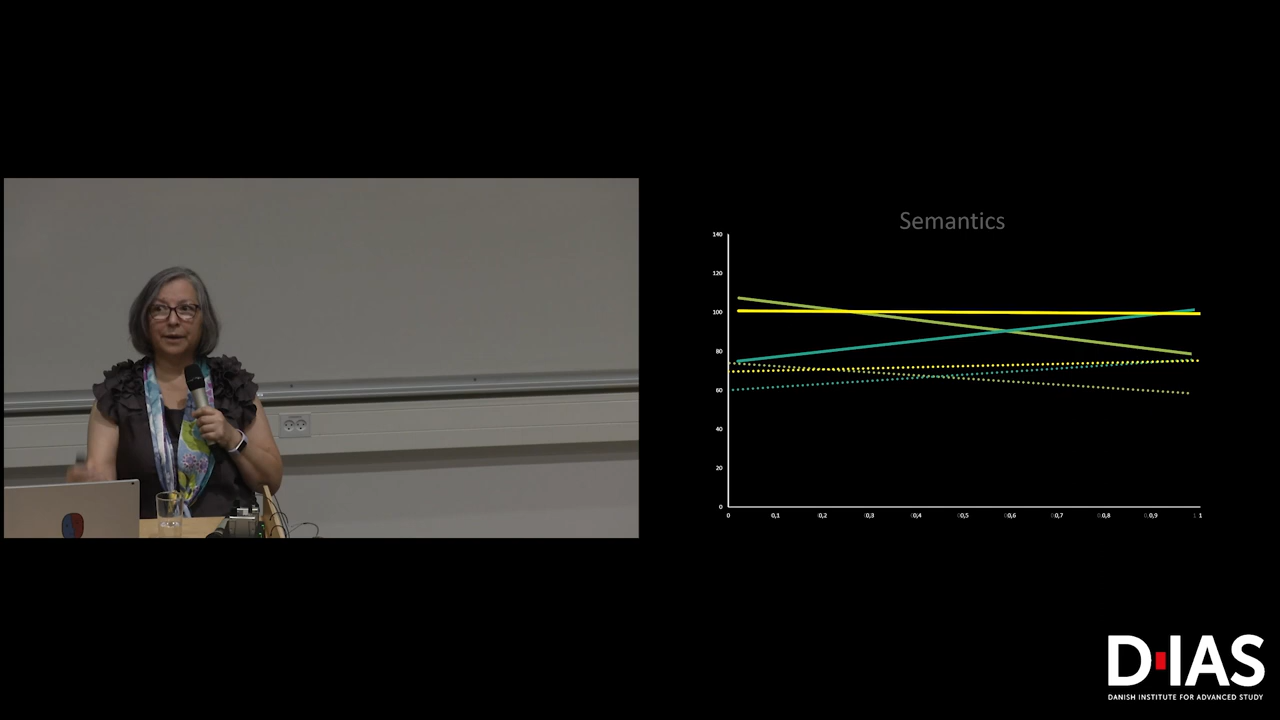 Semantics
140
120
100
80
60
40
20
0
0 0,1 0,2 0,3 0,4 0,5 0,6 0,7 0,8 0,9 1
D·IAS
DANISH INSTITUTE FOR ADVANCED STUDY